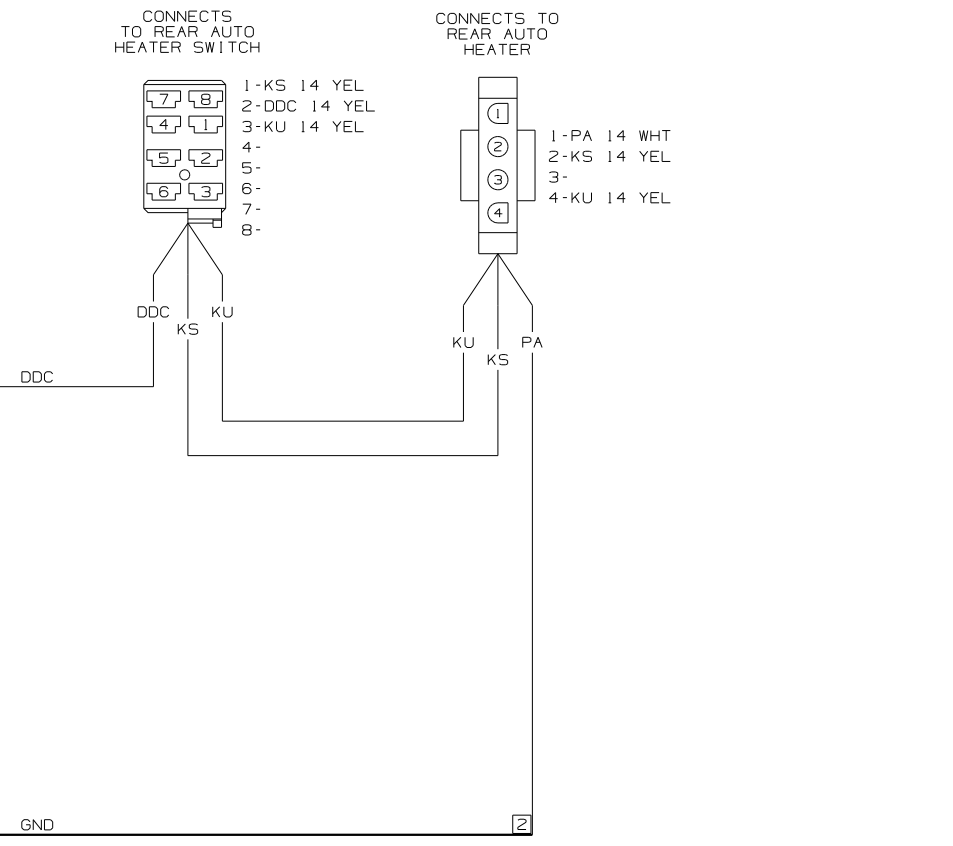 CONNECTS
TO REAR AUTO
HEATER SWITCH
7 8
4 1
5 2
6 3
1-KS 14 YEL
2-DDC 14 YEL
3-KU 14 YEL
4-
5-
6-
7-
8-
DDC
KS
KU
DDC
CONNECTS TO
REAR AUTO
HEATER
1
2
3
4
1-PA 14 WHT
2-KS 14 YEL
3-
4-KU 14 YEL
KU
KS
PA
GND
2